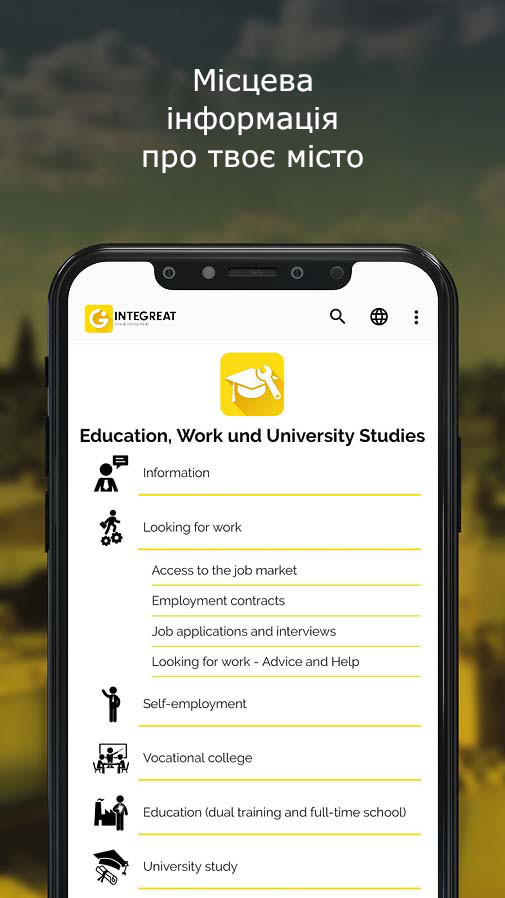 Місцева
інформація
про твоє місто
INTEGREAT
Education, Work und University Studies
Information
Looking for work
Access to the job market
Employment contracts
Job applications and interviews
Looking for work - Advice and Help
Self-employment
Vocational college
Education (dual training and full-time school)
University study